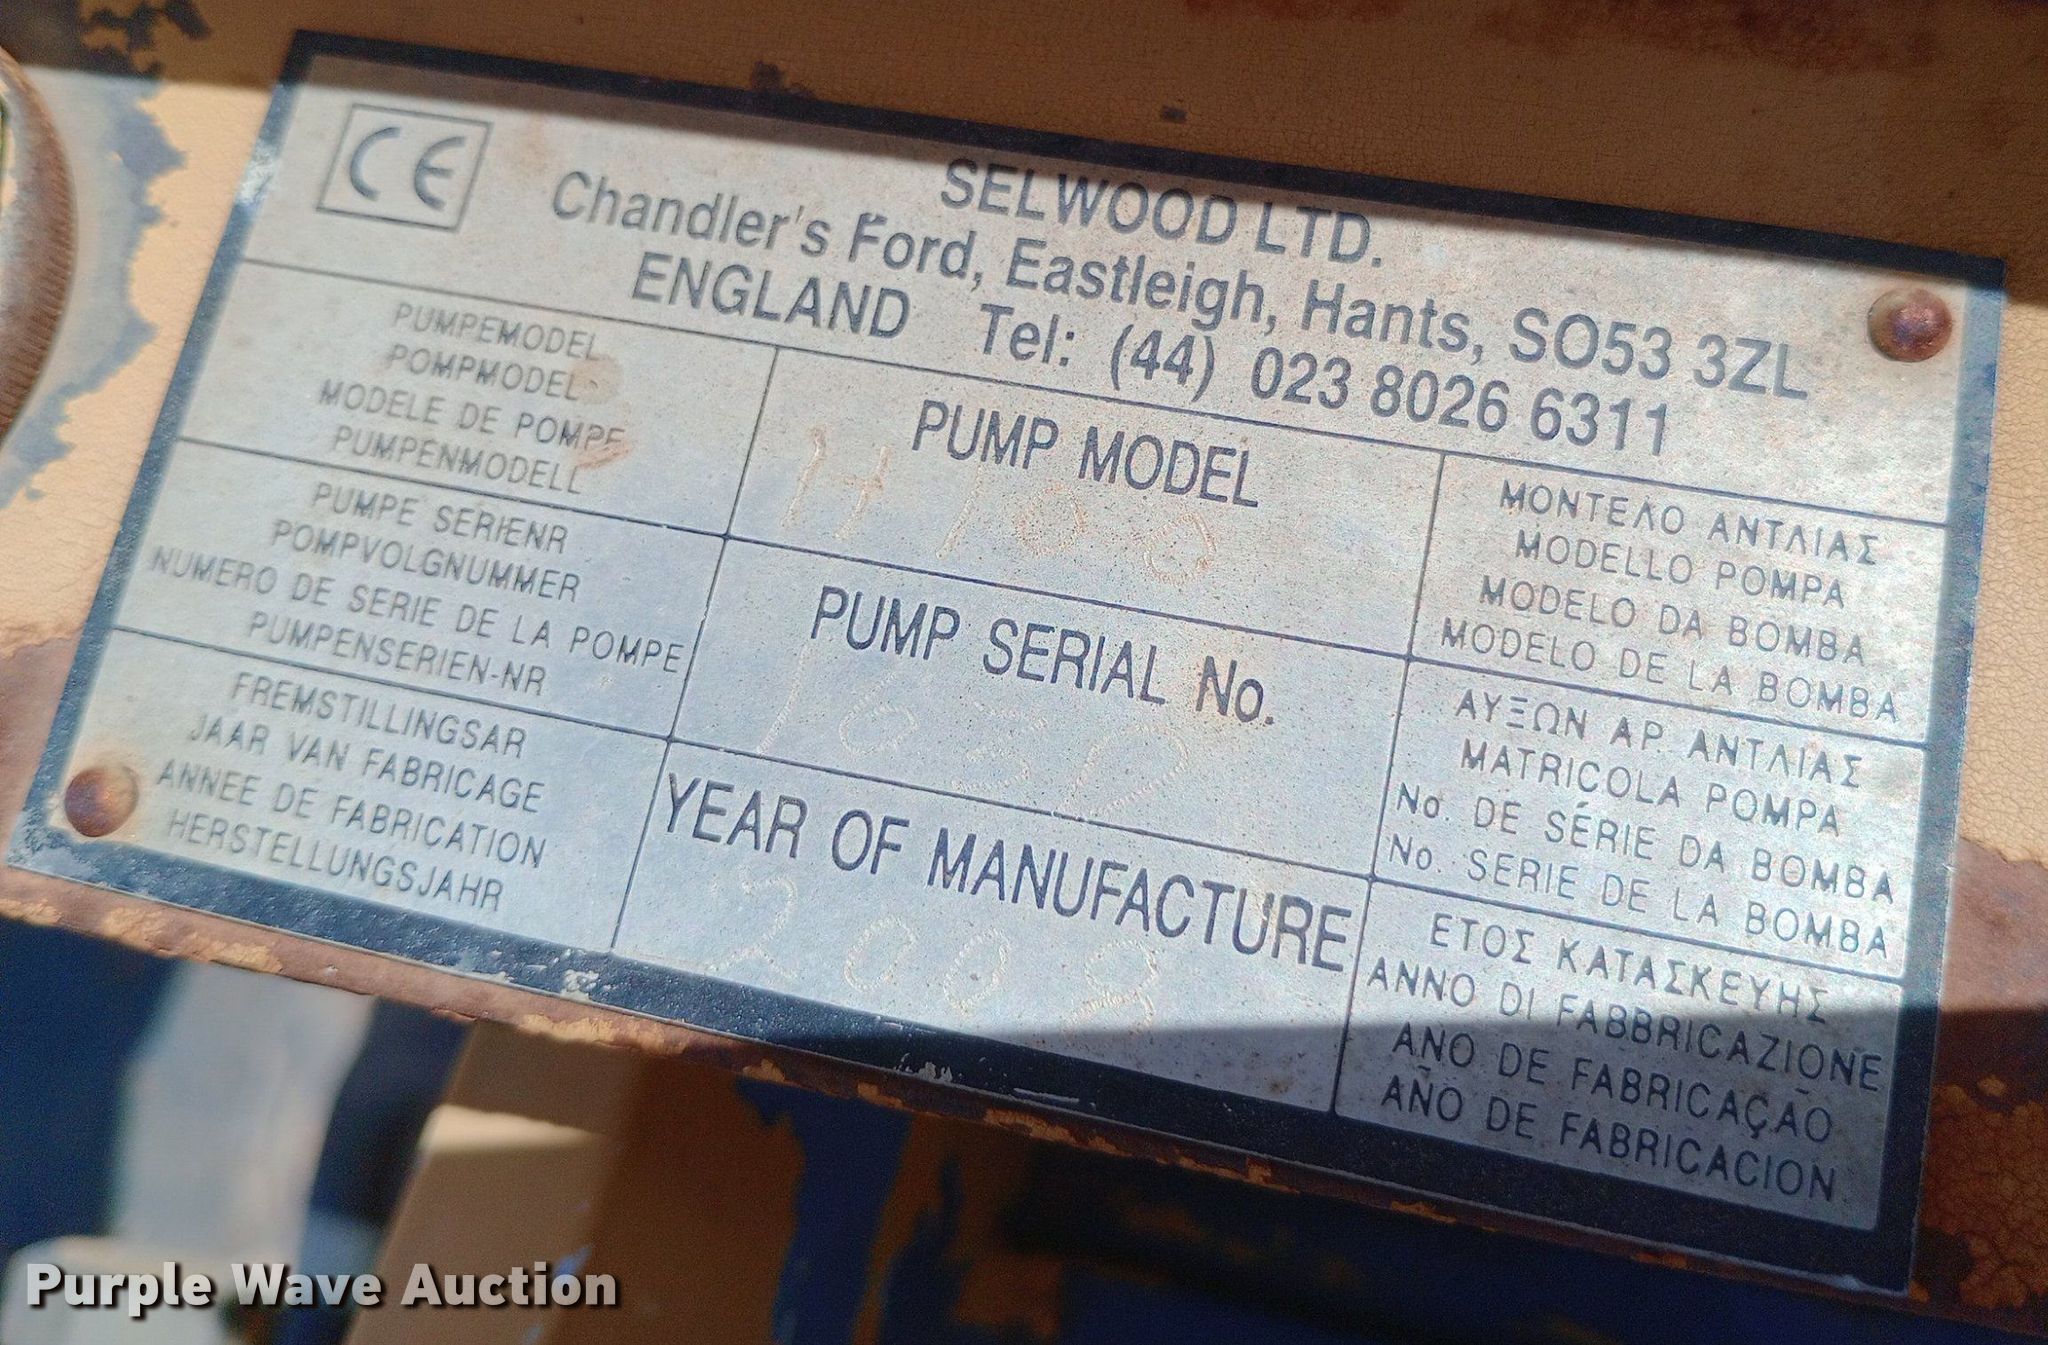 CE
SELWOOD LTD.
Chandler's Ford, Eastleigh, Hants, SO53 3ZL
ENGLAND Tel: (44) 023 8026 6311
PUMPEMODEL
POMPMODEL
MODELE DE POMPE
PUMPENMODELL
PUMP MODEL
H100
ΜΟΝΤΕΛΟ ΑΝΤΛΙΑΣ
MODELLO POMPA
MODELO DA BOMBA
MODELO DE LA BOMBA
PUMPE SERIENR
POMPVOLGNUMMER
NUMERO DE SERIE DE LA POMPE
PUMPENSERIEN-NR
PUMP SERIAL No.
ΑΥΞΩΝ ΑΡ. ΑΝΤΛΙΑΣ
MATRICOLA POMPA
No. DE SÉRIE DA BOMBA
No. SERIE DE LA BOMBA
FREMSTILLINGSAR
JAAR VAN FABRICAGE
ANNEE DE FABRICATION
HERSTELLUNGSJAHR
YEAR OF MANUFACTURE
2009
ΕΤΟΣ ΚΑΤΑΣΚΕΥΗΣ
ANNO DI FABBRICAZIONE
ANO DE FABRICAÇÃO
AÑO DE FABRICACION
Purple Wave Auction